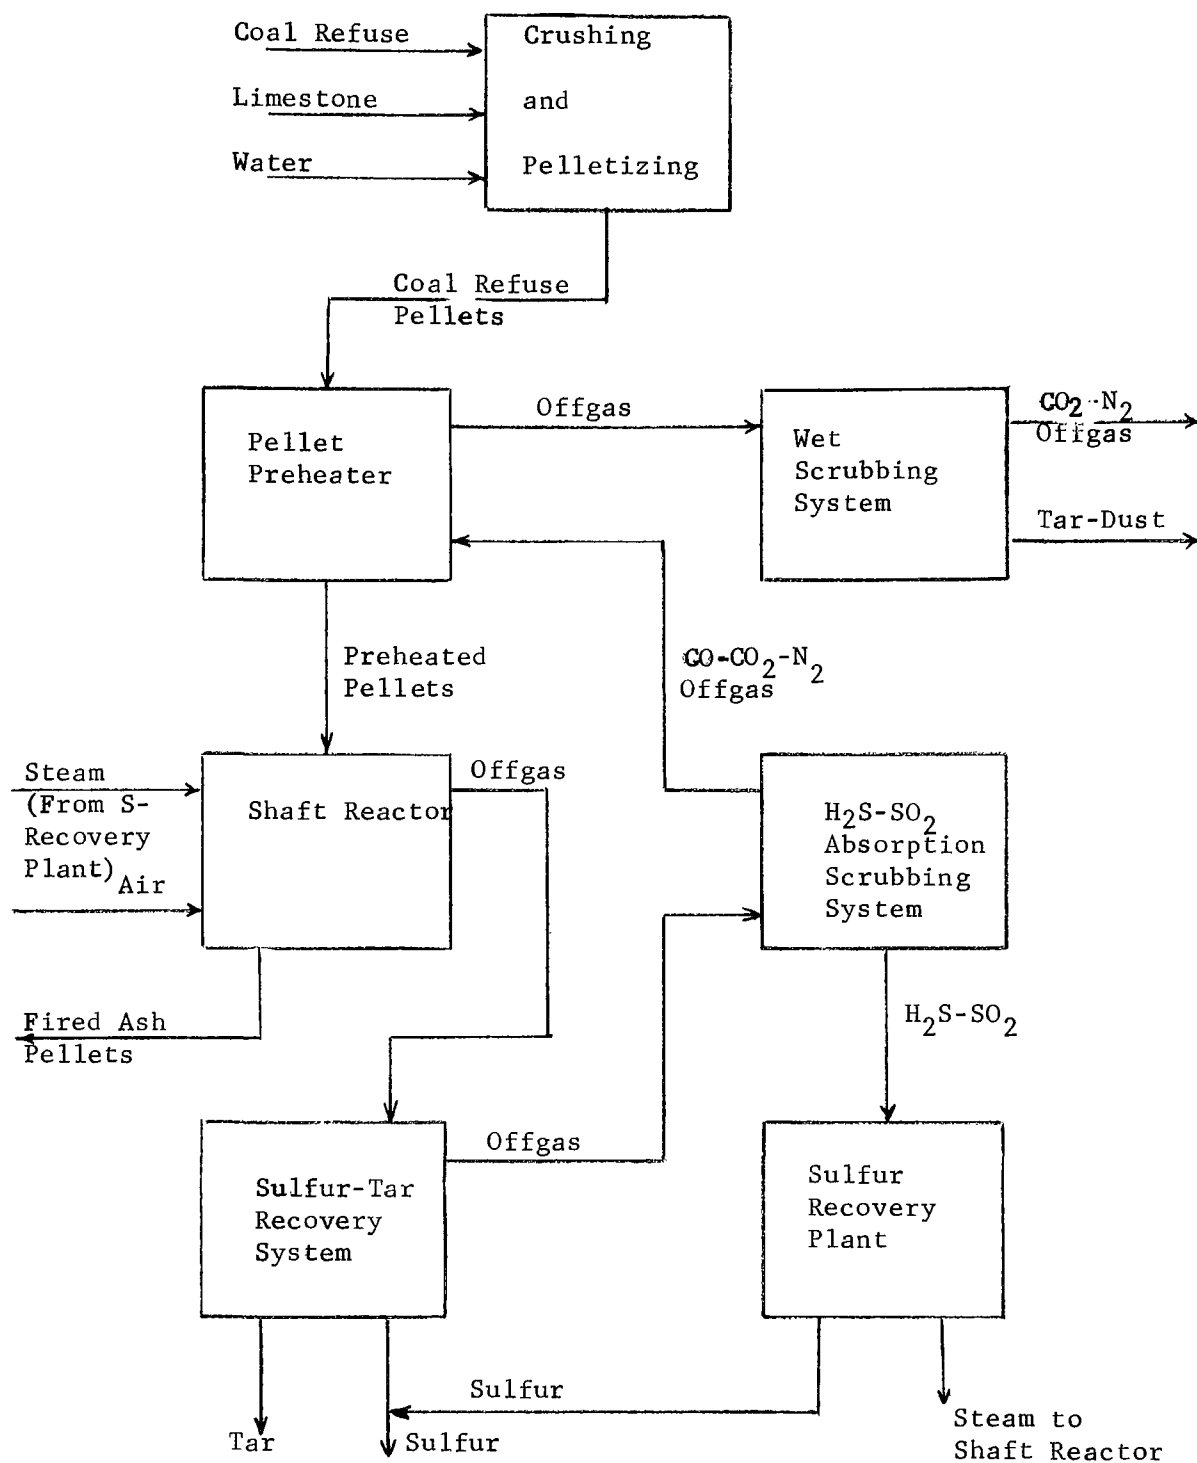 Coal Refuse
Limestone
Water
Crushing
and
Pelletizing
Coal Refuse
Pellets
Pellet
Preheater
Offgas
Wet
Scrubbing
System
CO2-N2
Offgas
Tar-Dust
Preheated
Pellets
CO-CO2-N2
Offgas
Steam
(From S-
Recovery
Plant)
Air
Shaft Reactor
Offgas
H2S-SO2
Absorption
Scrubbing
System
Fired Ash
Pellets
H2S-SO2
Sulfur-Tar
Recovery
System
Offgas
Sulfur
Recovery
Plant
Sulfur
Tar
Sulfur
Steam to
Shaft Reactor